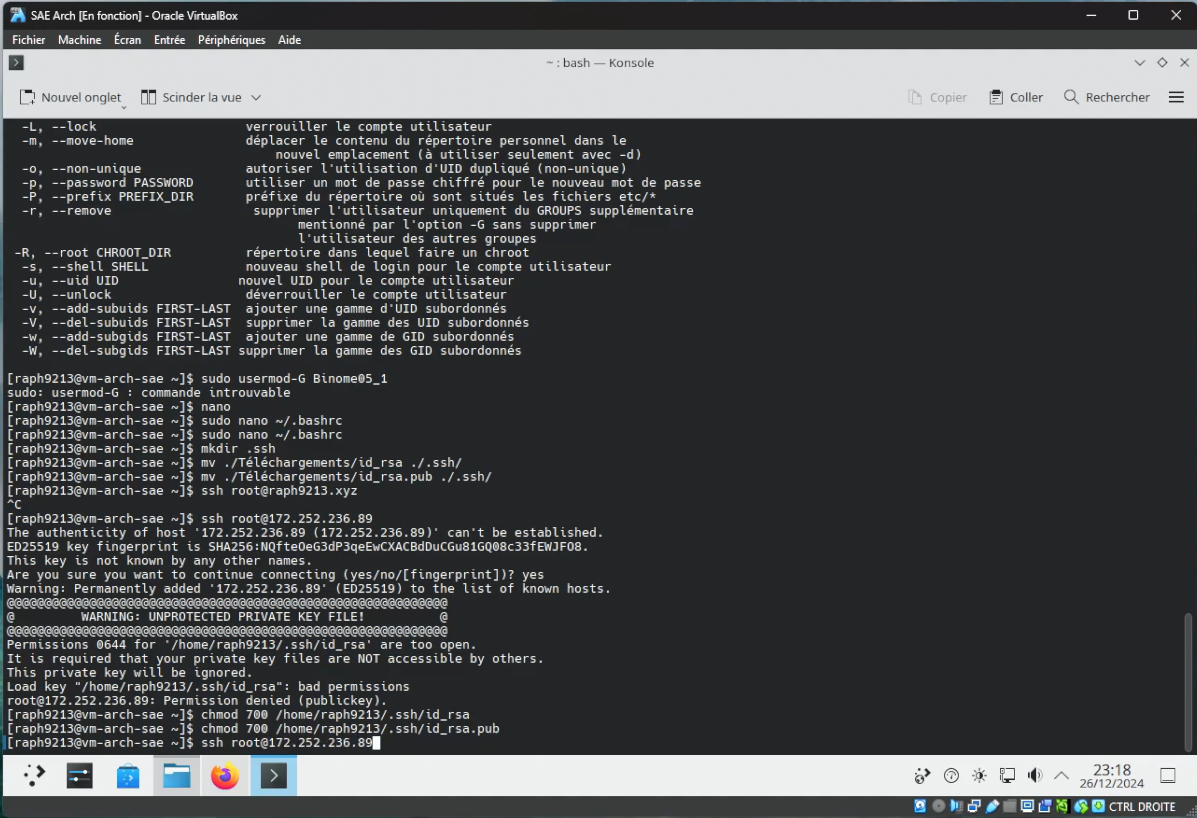 SAE Arch [En fonction] - Oracle VirtualBox
Fichier Machine Écran Entrée Périphériques Aide
~ : bash — Konsole
Nouvel onglet Scinder la vue Copier Coller Rechercher
-L, --lock verrouiller le compte utilisateur
-m, --move-home déplacer le contenu du répertoire personnel dans le
nouvel emplacement (à utiliser seulement avec -d)
-o, --non-unique autoriser l'utilisation d'UID dupliqué (non-unique)
-p, --password PASSWORD utiliser un mot de passe chiffré pour le nouveau mot de passe
-P, --prefix PREFIX_DIR préfixe du répertoire où sont situés les fichiers etc/*
-r, --remove supprimer l'utilisateur uniquement du GROUPS supplémentaire
mentionné par l'option -G sans supprimer
l'utilisateur des autres groupes
-R, --root CHROOT_DIR répertoire dans lequel faire un chroot
-s, --shell SHELL nouveau shell de login pour le compte utilisateur
-u, --uid UID nouvel UID pour le compte utilisateur
-U, --unlock déverrouiller le compte utilisateur
-v, --add-subuids FIRST-LAST ajouter une gamme d'UID subordonnés
-V, --del-subuids FIRST-LAST supprimer la gamme des UID subordonnés
-w, --add-subgids FIRST-LAST ajouter une gamme de GID subordonnés
-W, --del-subgids FIRST-LAST supprimer la gamme des GID subordonnés
[raph9213@vm-arch-sae ~]$ sudo usermod-G Binome05_1
sudo: usermod-G : commande introuvable
[raph9213@vm-arch-sae ~]$ nano
[raph9213@vm-arch-sae ~]$ sudo nano ~/.bashrc
[raph9213@vm-arch-sae ~]$ sudo nano ~/.bashrc
[raph9213@vm-arch-sae ~]$ mkdir .ssh
[raph9213@vm-arch-sae ~]$ mv ./Téléchargements/id_rsa ./.ssh/
[raph9213@vm-arch-sae ~]$ mv ./Téléchargements/id_rsa.pub ./.ssh/
[raph9213@vm-arch-sae ~]$ ssh root@raph9213.xyz
^C
[raph9213@vm-arch-sae ~]$ ssh root@172.252.236.89
The authenticity of host '172.252.236.89 (172.252.236.89)' can't be established.
ED25519 key fingerprint is SHA256:NQfteOeG3dP3qeEwCXACBdDuCGu81GQ08c33fEWJFO8.
This key is not known by any other names.
Are you sure you want to continue connecting (yes/no/[fingerprint])? yes
Warning: Permanently added '172.252.236.89' (ED25519) to the list of known hosts.
@@@@@@@@@@@@@@@@@@@@@@@@@@@@@@@@@@@@@@@@@@@@@@@@@@@@@@@@@@@
@ WARNING: UNPROTECTED PRIVATE KEY FILE! @
@@@@@@@@@@@@@@@@@@@@@@@@@@@@@@@@@@@@@@@@@@@@@@@@@@@@@@@@@@@
Permissions 0644 for '/home/raph9213/.ssh/id_rsa' are too open.
It is required that your private key files are NOT accessible by others.
This private key will be ignored.
Load key "/home/raph9213/.ssh/id_rsa": bad permissions
root@172.252.236.89: Permission denied (publickey).
[raph9213@vm-arch-sae ~]$ chmod 700 /home/raph9213/.ssh/id_rsa
[raph9213@vm-arch-sae ~]$ chmod 700 /home/raph9213/.ssh/id_rsa.pub
[raph9213@vm-arch-sae ~]$ ssh root@172.252.236.89
23:18
26/12/2024
CTRL DROITE